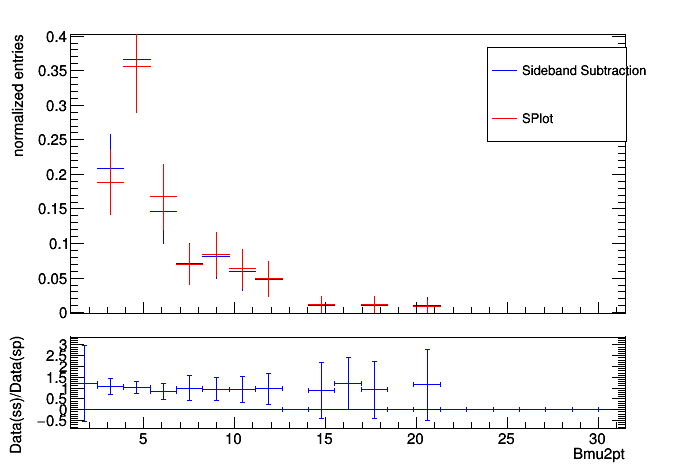 normalized entries
0.4
0.35
0.3
0.25
0.2
0.15
0.1
0.05
0
Sideband Subtraction
SPlot
Data(ss)/Data(sp)
3
2.5
2
1.5
1
0.5
0
−0.5
5 10 15 20 25 30
Bmu2pt